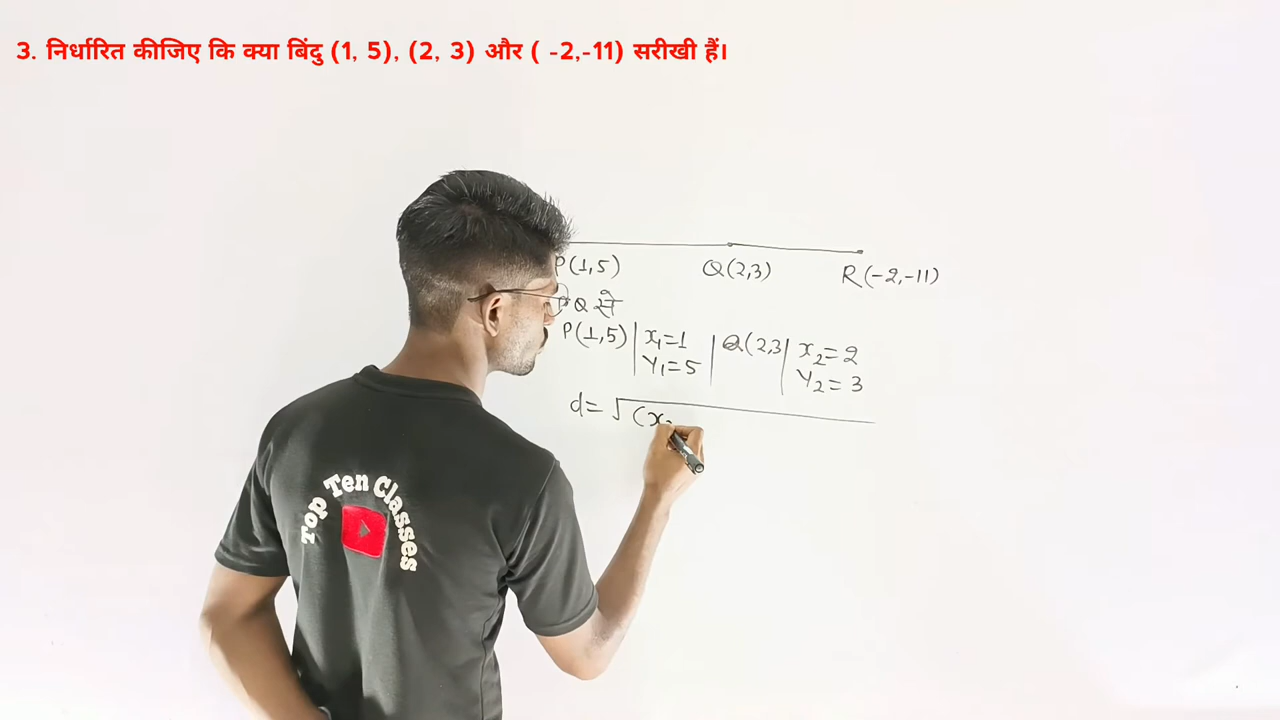 3. निर्धारित कीजिए कि क्या बिंदु (1, 5), (2, 3) और ( -2,-11) सरीखी हैं।
P(1,5) Q(2,3) R(-2,-11)
Q से
P(1,5) | x₁=1 | Q(2,3 | x₂=2
y₁=5 y₂=3
d= √(x₂
Top Ten Classes